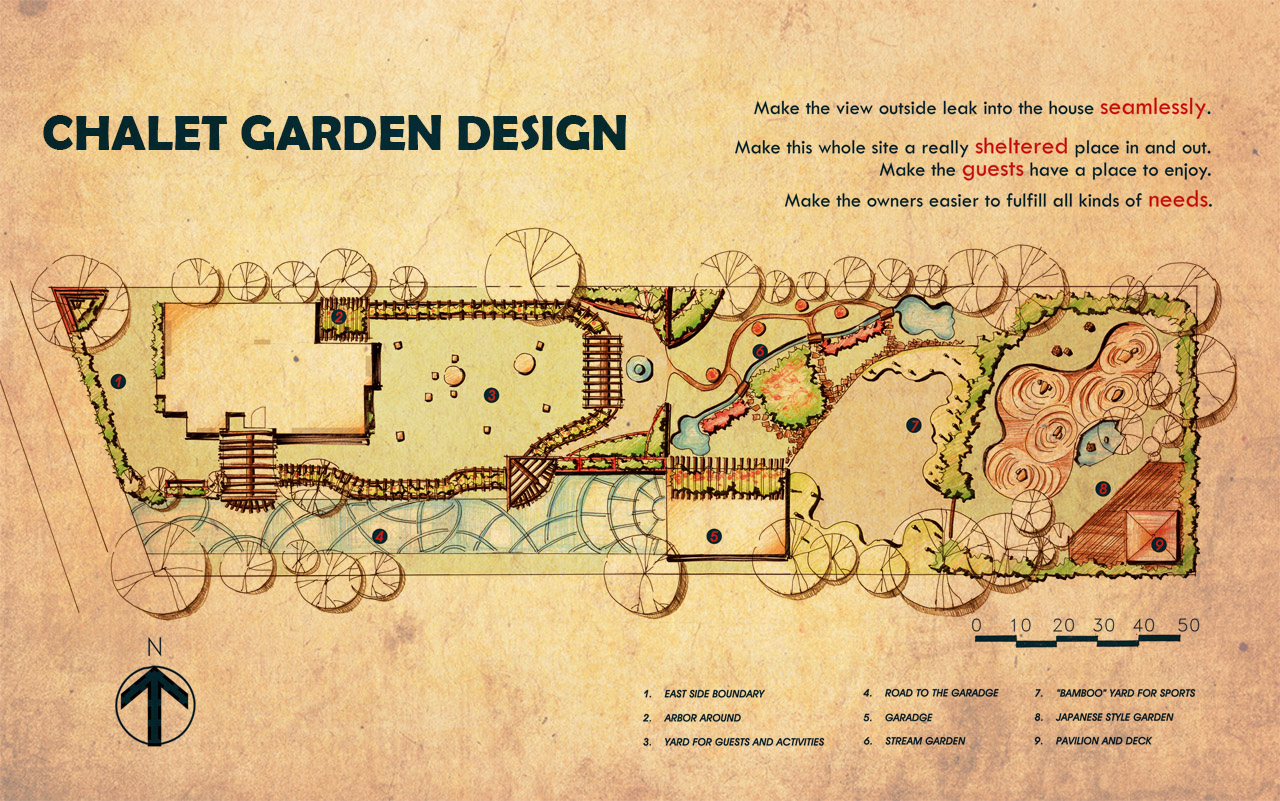 CHALET GARDEN DESIGN
Make the view outside leak into the house seamlessly.
Make this whole site a really sheltered place in and out.
Make the guests have a place to enjoy.
Make the owners easier to fulfill all kinds of needs.
2
1
3
4
5
6
7
8
9
0 10 20 30 40 50
N
1. EAST SIDE BOUNDARY
2. ARBOR AROUND
3. YARD FOR GUESTS AND ACTIVITIES
4. ROAD TO THE GARADGE
5. GARADGE
6. STREAM GARDEN
7. "BAMBOO" YARD FOR SPORTS
8. JAPANESE STYLE GARDEN
9. PAVILION AND DECK